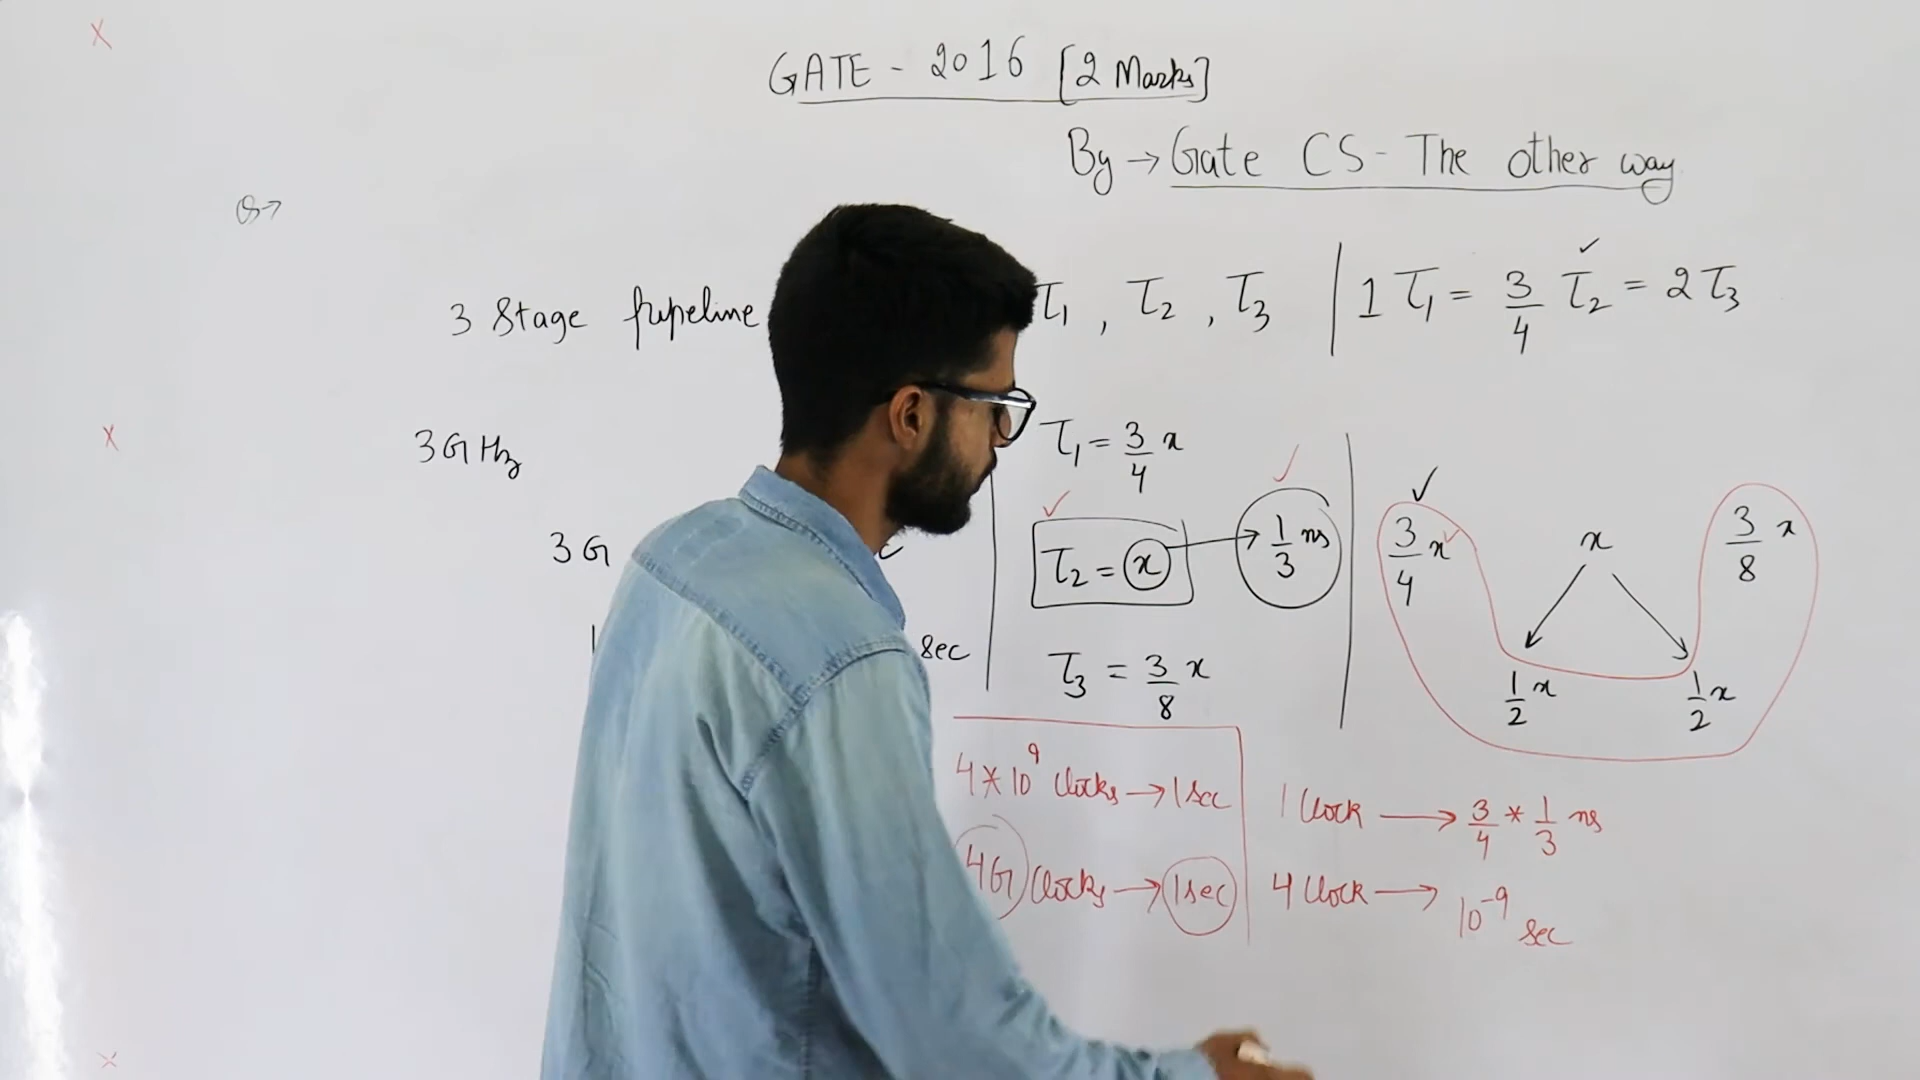 GATE - 2016 [2 Marks]
By → Gate CS - The other way
Q→
3 Stage pipeline τ1 , τ2 , τ3 | 1 τ1 = 3/4 τ2 = 2 τ3
3 GHz
3 G
sec
τ1 = 3/4 x
τ2 = x → 1/3 ns
τ3 = 3/8 x
3/4 x x 3/8 x
1/2 x 1/2 x
4 * 10^9 Clocks → 1 sec
4G Clocks → 1 sec
1 Clock → 3/4 * 1/3 ns
4 Clock → 10^-9 sec